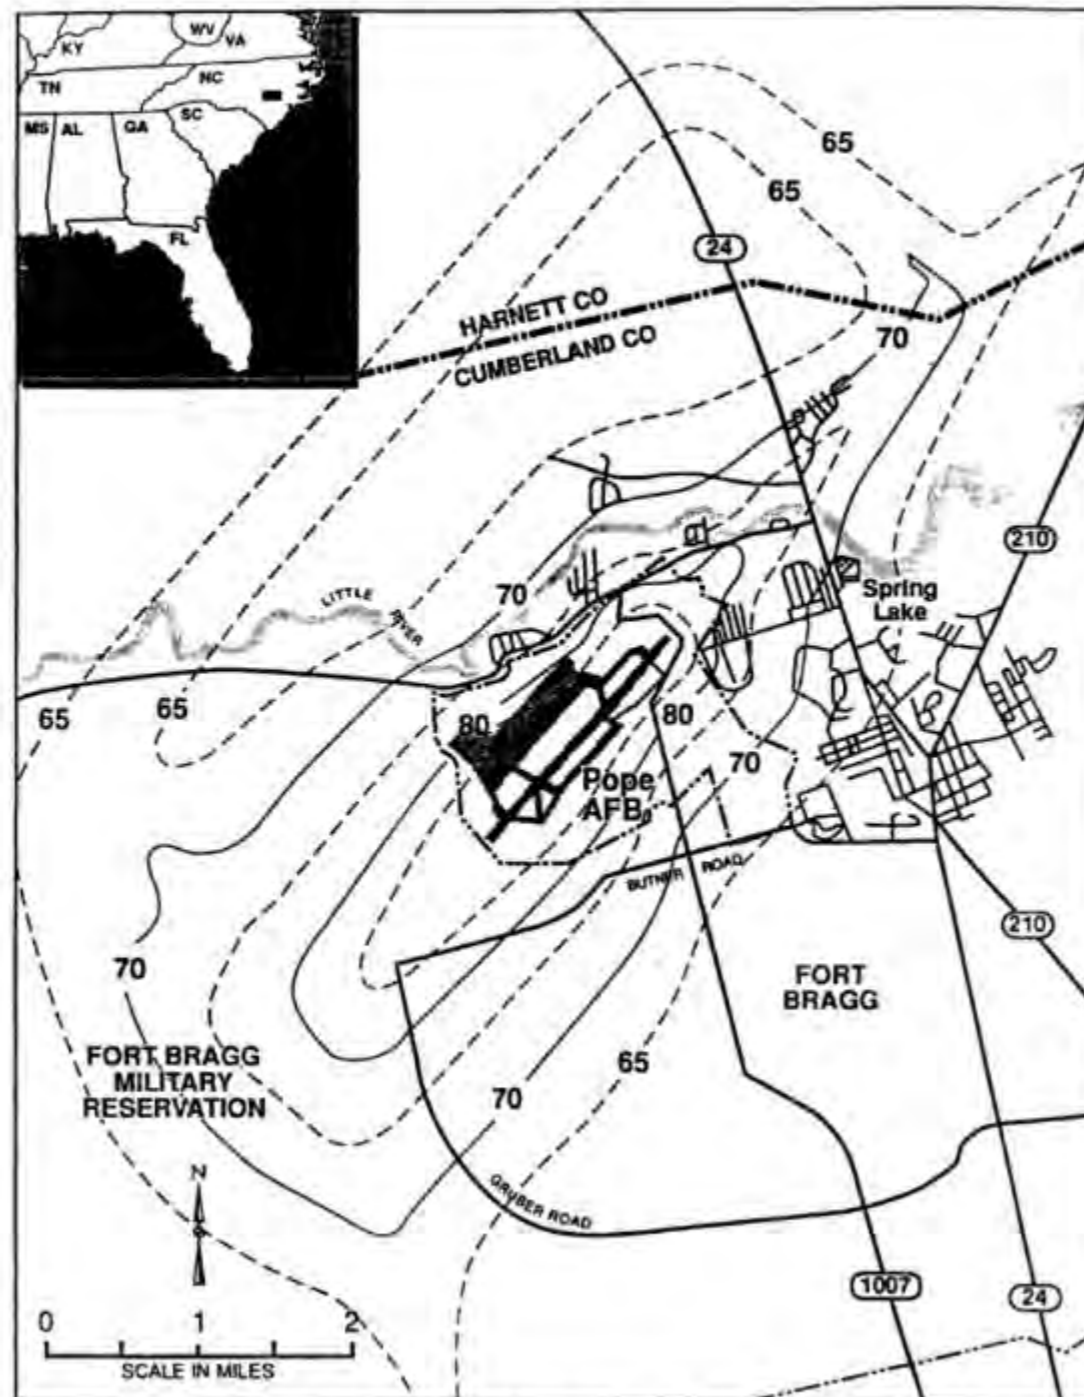 WV
KY
VA
TN
NC
MS
AL
GA
SC
FL
65
65
24
HARNETT CO
CUMBERLAND CO
70
210
70
LITTLE
RIVER
Spring
Lake
65
65
80
80
70
Pope
AFB
BUTNER ROAD
210
70
FORT
BRAGG
FORT BRAGG
MILITARY
RESERVATION
65
70
N
GRUBER ROAD
1007
24
0
1
2
SCALE IN MILES